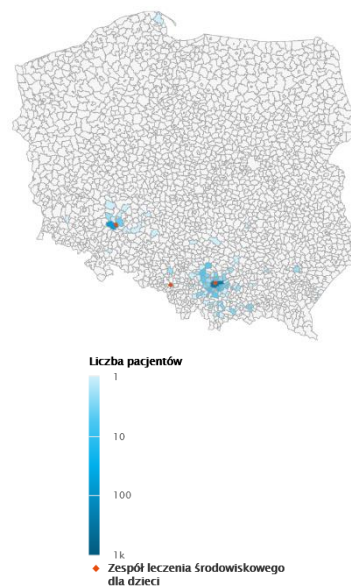 Liczba pacjentów
1
10
100
1k
Zespół leczenia środowiskowego
dla dzieci